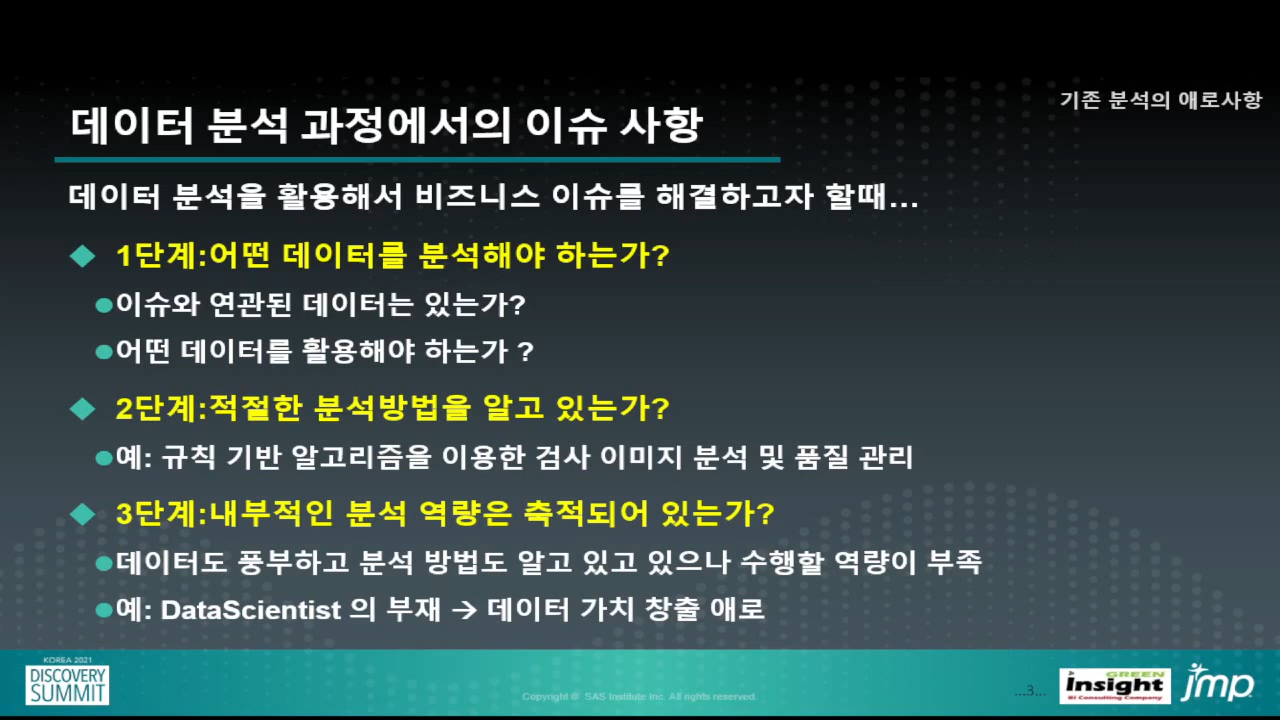 기존 분석의 애로사항
데이터 분석 과정에서의 이슈 사항
데이터 분석을 활용해서 비즈니스 이슈를 해결하고자 할때...
1단계:어떤 데이터를 분석해야 하는가?
이슈와 연관된 데이터는 있는가?
어떤 데이터를 활용해야 하는가 ?
2단계:적절한 분석방법을 알고 있는가?
예: 규칙 기반 알고리즘을 이용한 검사 이미지 분석 및 품질 관리
3단계:내부적인 분석 역량은 축적되어 있는가?
데이터도 풍부하고 분석 방법도 알고 있고 있으나 수행할 역량이 부족
예: DataScientist 의 부재 → 데이터 가치 창출 애로
KOREA 2021
DISCOVERY
SUMMIT
Copyright © SAS Institute Inc. All rights reserved.
...3...
GREEN
insight
BI Consulting Company
jmp